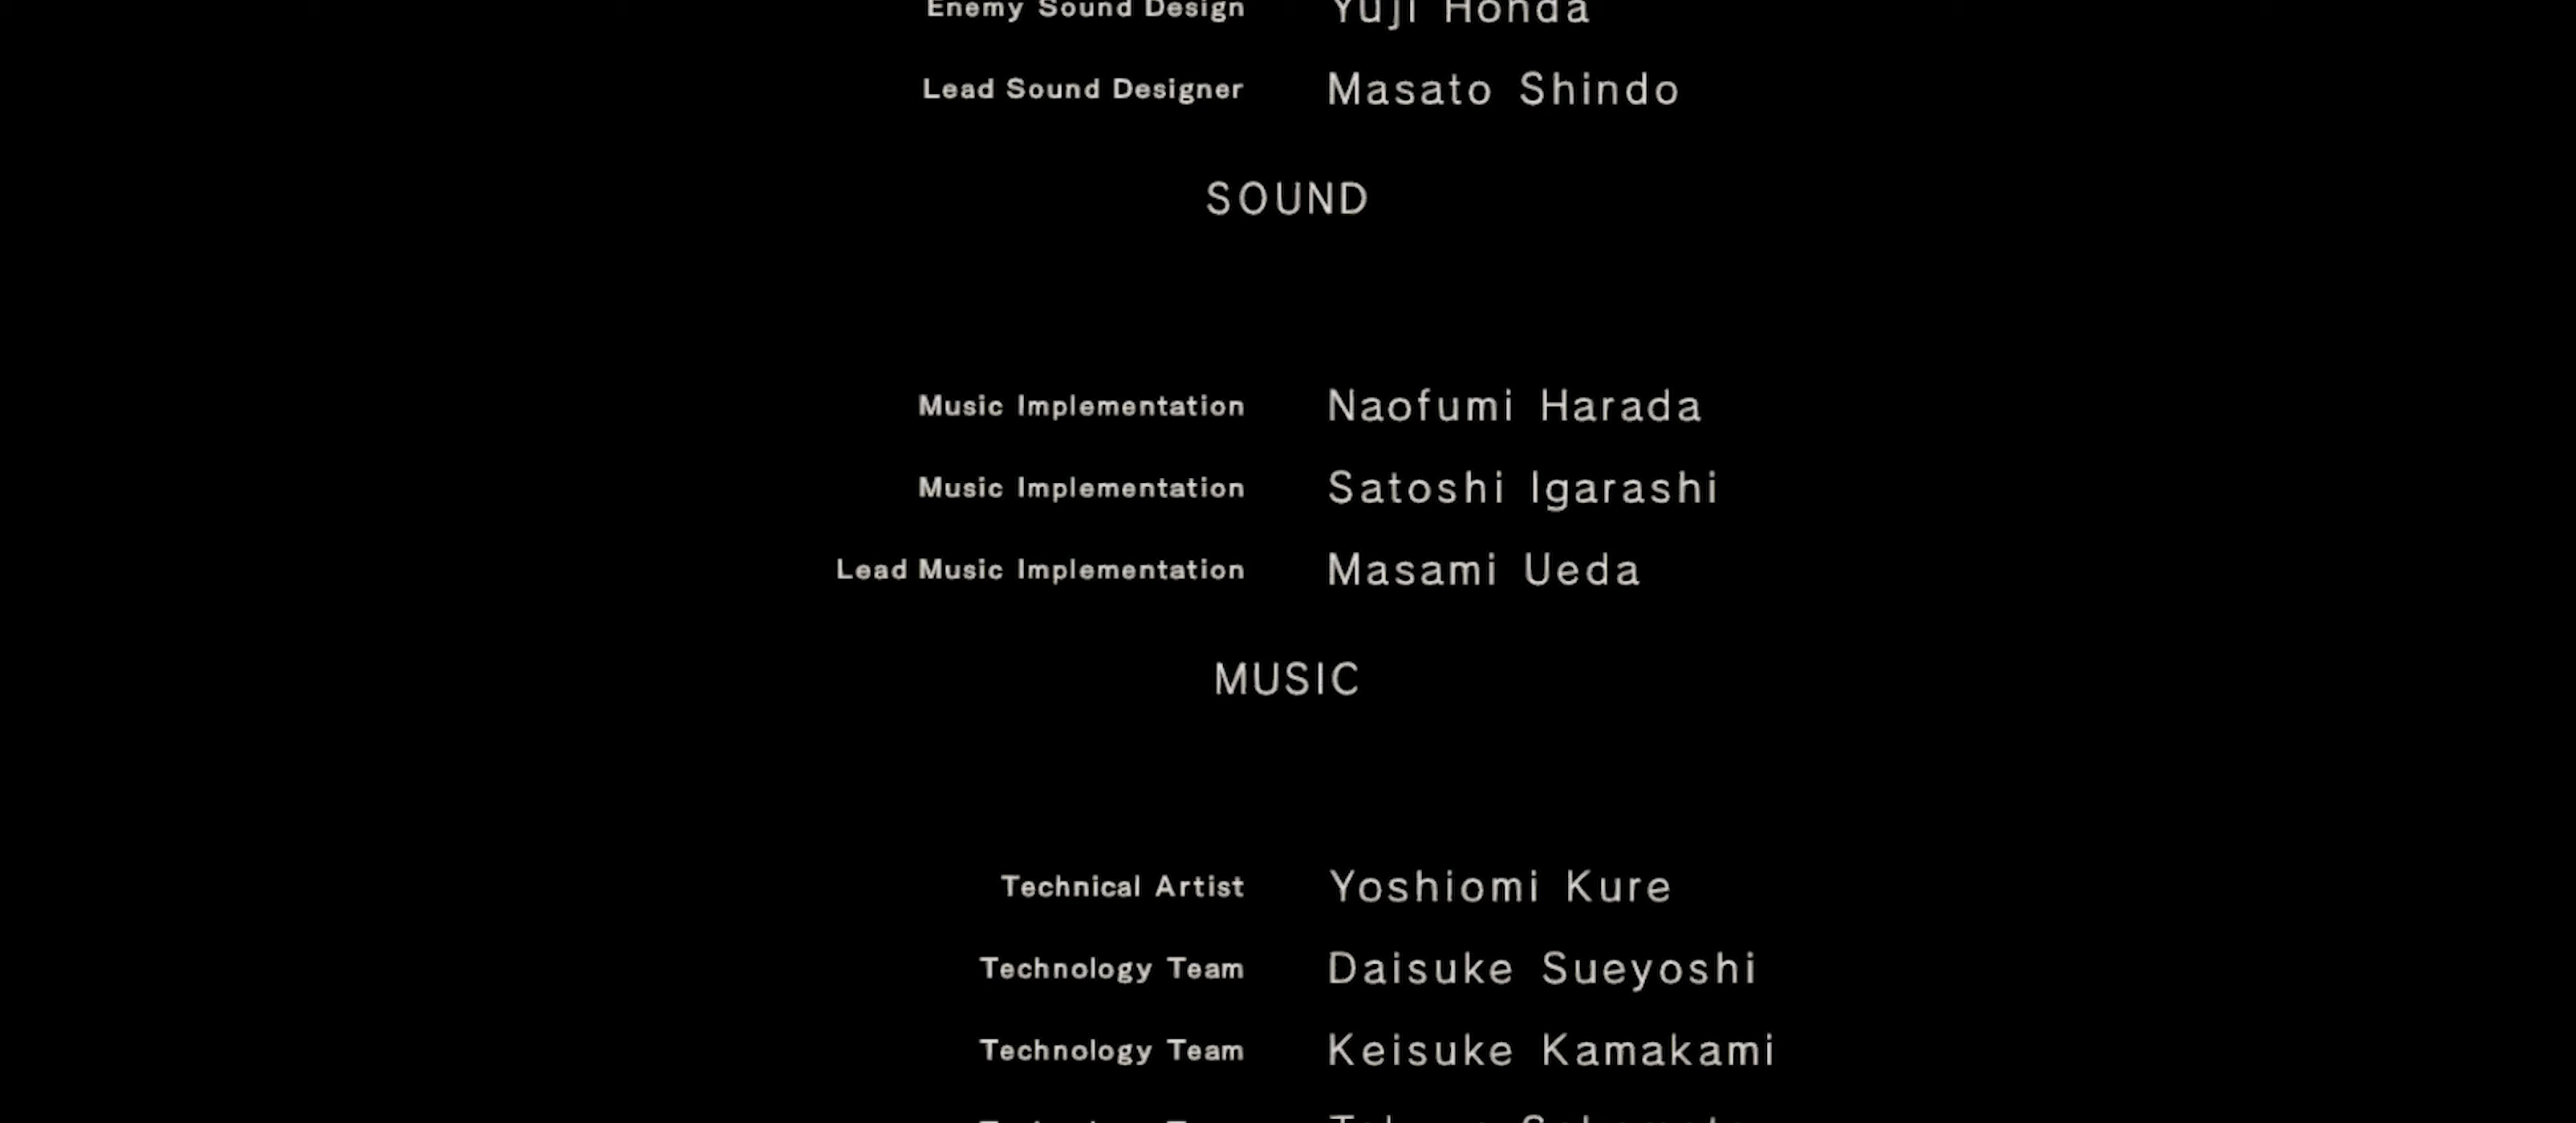 Enemy Sound Design Yuji Honda
Lead Sound Designer Masato Shindo
SOUND
Music Implementation Naofumi Harada
Music Implementation Satoshi Igarashi
Lead Music Implementation Masami Ueda
MUSIC
Technical Artist Yoshiomi Kure
Technology Team Daisuke Sueyoshi
Technology Team Keisuke Kamakami